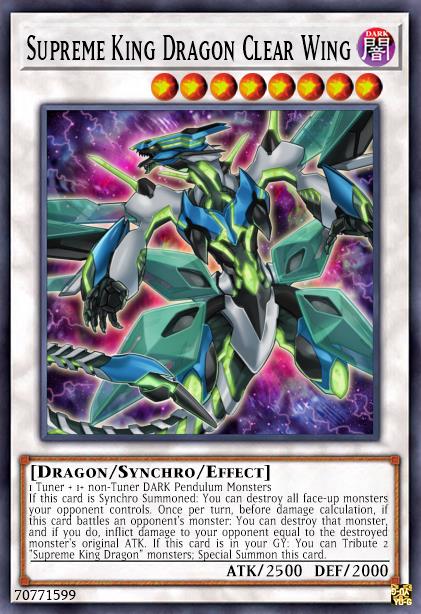 SUPREME KING DRAGON CLEAR WING
DARK
闇
[DRAGON/SYNCHRO/EFFECT]
1 Tuner + 1+ non-Tuner DARK Pendulum Monsters
If this card is Synchro Summoned: You can destroy all face-up monsters
your opponent controls. Once per turn, before damage calculation, if
this card battles an opponent's monster: You can destroy that monster,
and if you do, inflict damage to your opponent equal to the destroyed
monster's original ATK. If this card is in your GY: You can Tribute 2
"Supreme King Dragon" monsters; Special Summon this card.
ATK/2500 DEF/2000
70771599